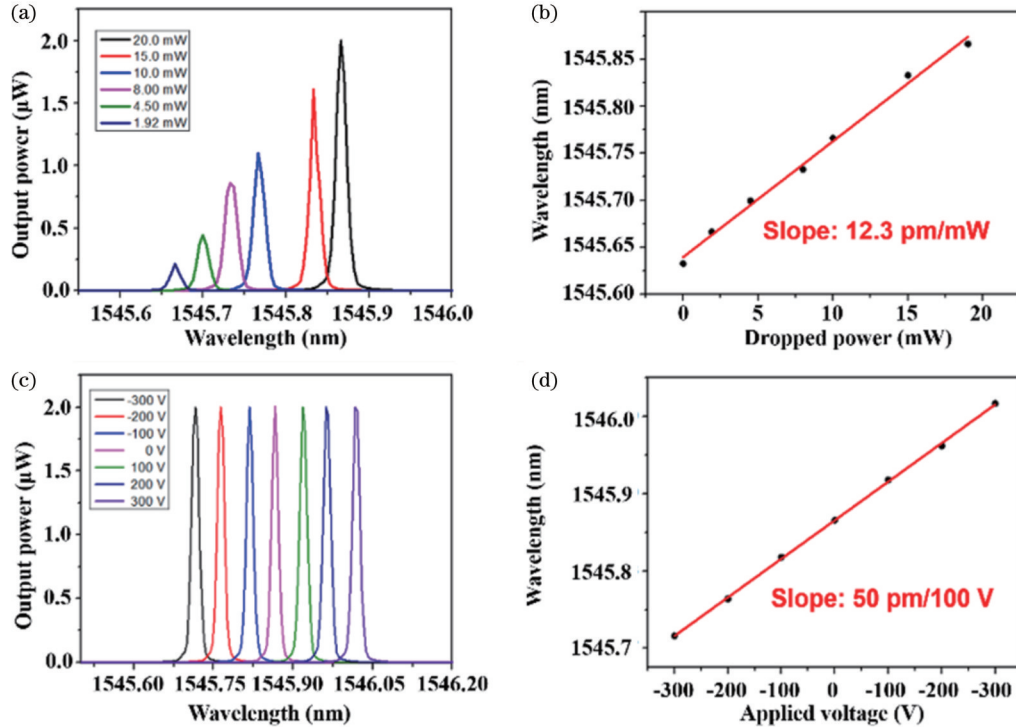 (a)
20.0 mW
15.0 mW
10.0 mW
8.00 mW
4.50 mW
1.92 mW
Output power (μW)
2.0
1.5
1.0
0.5
0.0
1545.6 1545.7 1545.8 1545.9 1546.0
Wavelength (nm)
(b)
Wavelength (nm)
1545.85
1545.80
1545.75
1545.70
1545.65
1545.60
Slope: 12.3 pm/mW
0 5 10 15 20
Dropped power (mW)
(c)
-300 V
-200 V
-100 V
0 V
100 V
200 V
300 V
Output power (μW)
2.0
1.5
1.0
0.5
0.0
1545.60 1545.75 1545.90 1546.05 1546.20
Wavelength (nm)
(d)
Wavelength (nm)
1546.0
1545.9
1545.8
1545.7
Slope: 50 pm/100 V
-300 -200 -100 0 -100 -200 -300
Applied voltage (V)